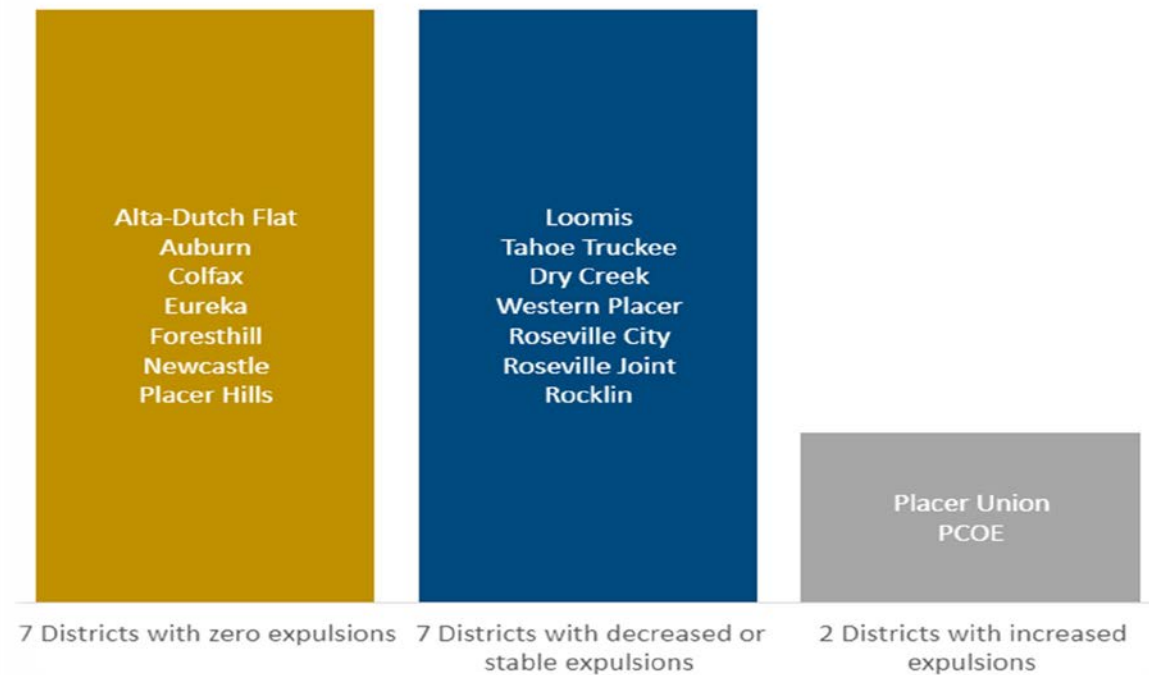 Alta-Dutch Flat
Auburn
Colfax
Eureka
Foresthill
Newcastle
Placer Hills
Loomis
Tahoe Truckee
Dry Creek
Western Placer
Roseville City
Roseville Joint
Rocklin
Placer Union
PCOE
7 Districts with zero expulsions
7 Districts with decreased or
stable expulsions
2 Districts with increased
expulsions